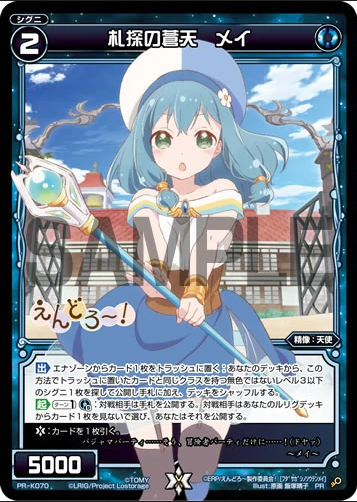 シグニ
2
札探の蒼天 メイ
SAMPLE
えんどろ~!
精像:天使
出 エナゾーンからカード1枚をトラッシュに置く:あなたのデッキから、この
方法でトラッシュに置いたカードと同じクラスを持つ無色ではないレベル3以下
のシグニ1枚を探して公開し手札に加え、デッキをシャッフルする。
起 ターン1 :対戦相手は手札を公開する。対戦相手はあなたのルリグデッキ
からカード1枚を見ないで選び、あなたはそれを公開する。
:カードを1枚引く。
パジャマパーティ……そう、冒険者パーティだけに……!(ドヤッ)
~メイ~
5000
PR-K070
©TOMY
©LRIG/Project Lostorage
©ERP/えんどろ~製作委員会!
PR